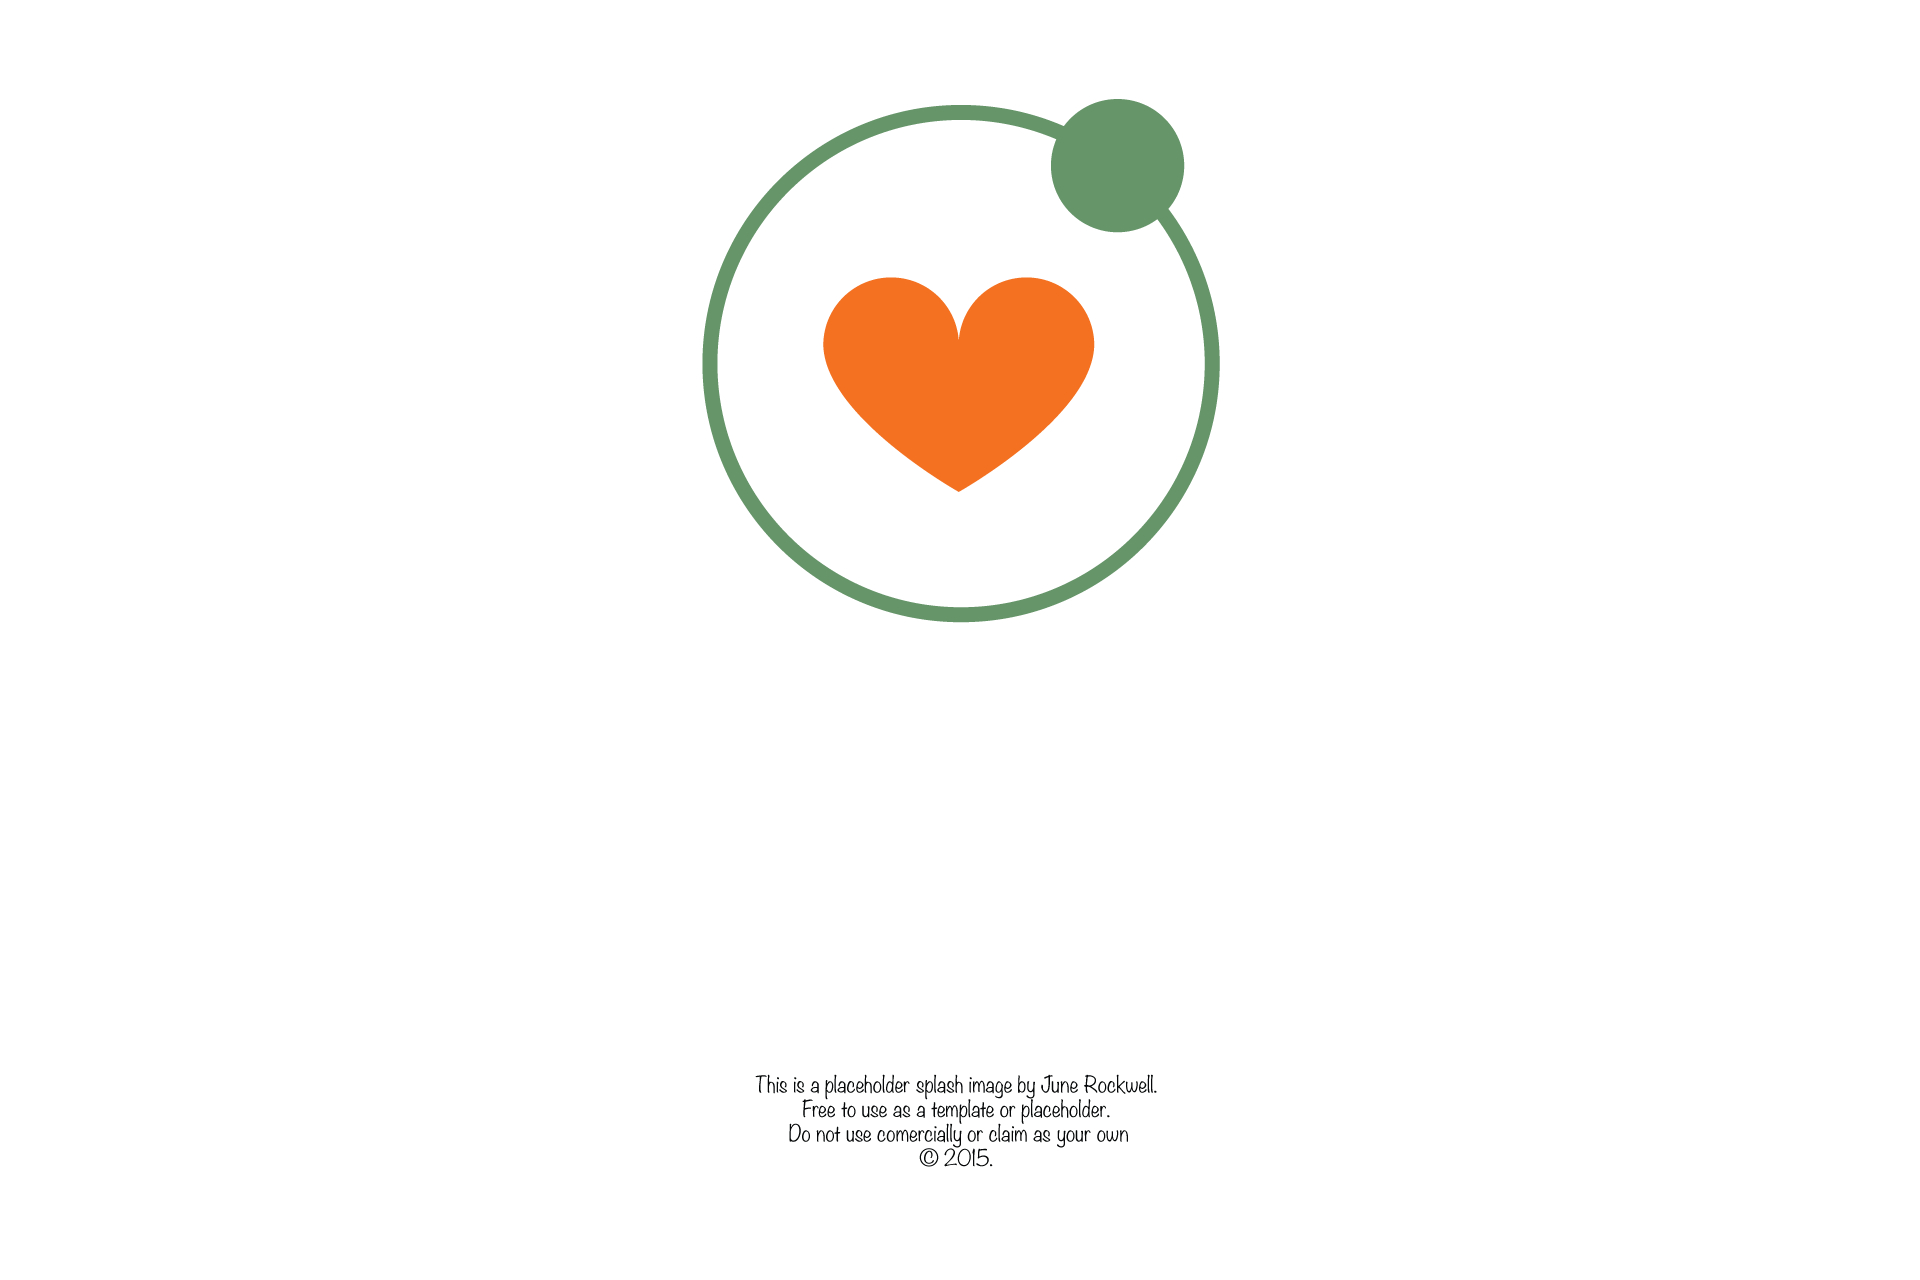 This is a placeholder splash image by June Rockwell.
Free to use as a template or placeholder.
Do not use comercially or claim as your own
© 2015.